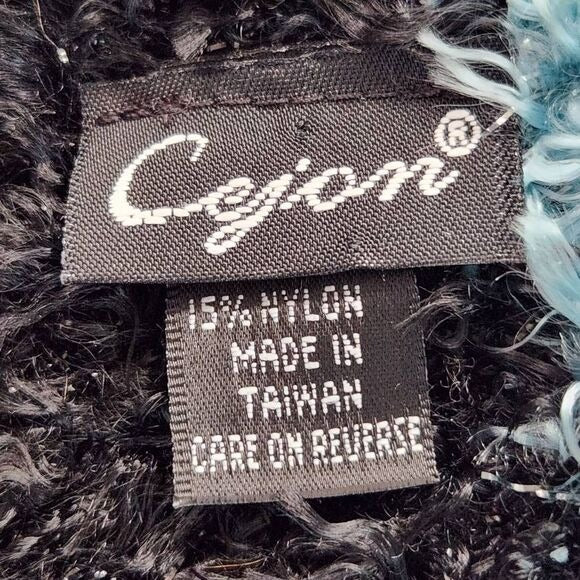 Cejon®
15% NYLON
MADE IN
TAIWAN
CARE ON REVERSE